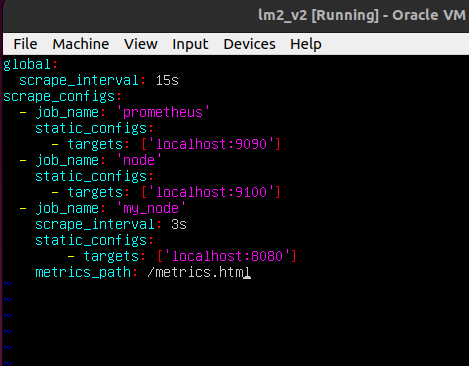 lm2_v2 [Running] - Oracle VM
File Machine View Input Devices Help
global:
  scrape_interval: 15s
scrape_configs:
  - job_name: 'prometheus'
    static_configs:
      - targets: ['localhost:9090']
  - job_name: 'node'
    static_configs:
      - targets: ['localhost:9100']
  - job_name: 'my_node'
    scrape_interval: 3s
    static_configs:
        - targets: ['localhost:8080']
    metrics_path: /metrics.html
~
~
~
~
~
~